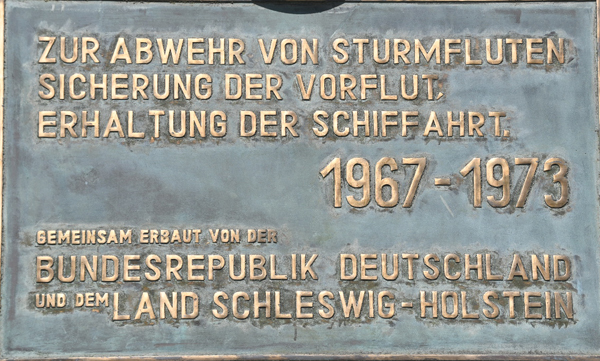 ZUR ABWEHR VON STURMFLUTEN,
SICHERUNG DER VORFLUT,
ERHALTUNG DER SCHIFFAHRT.
1967-1973
GEMEINSAM ERBAUT VON DER
BUNDESREPUBLIK DEUTSCHLAND
UND DEM LAND SCHLESWIG-HOLSTEIN